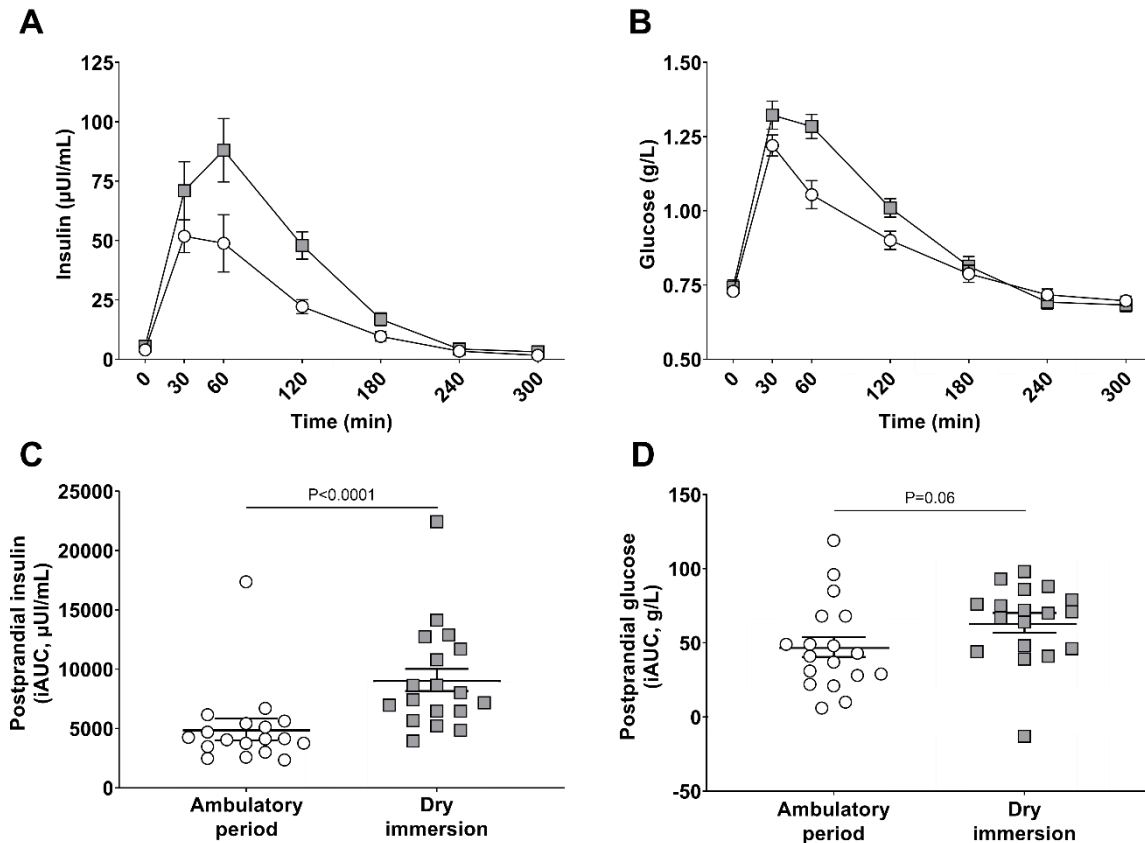 A
125
100
75
50
25
0
Insulin (µUI/mL)
0 30 60 120 180 240 300
Time (min)
B
1.50
1.25
1.00
0.75
0.50
Glucose (g/L)
0 30 60 120 180 240 300
Time (min)
C
25000
20000
15000
10000
5000
0
Postprandial insulin
(iAUC, µUI/mL)
P<0.0001
Ambulatory
period
Dry
immersion
D
150
100
50
0
-50
Postprandial glucose
(iAUC, g/L)
P=0.06
Ambulatory
period
Dry
immersion